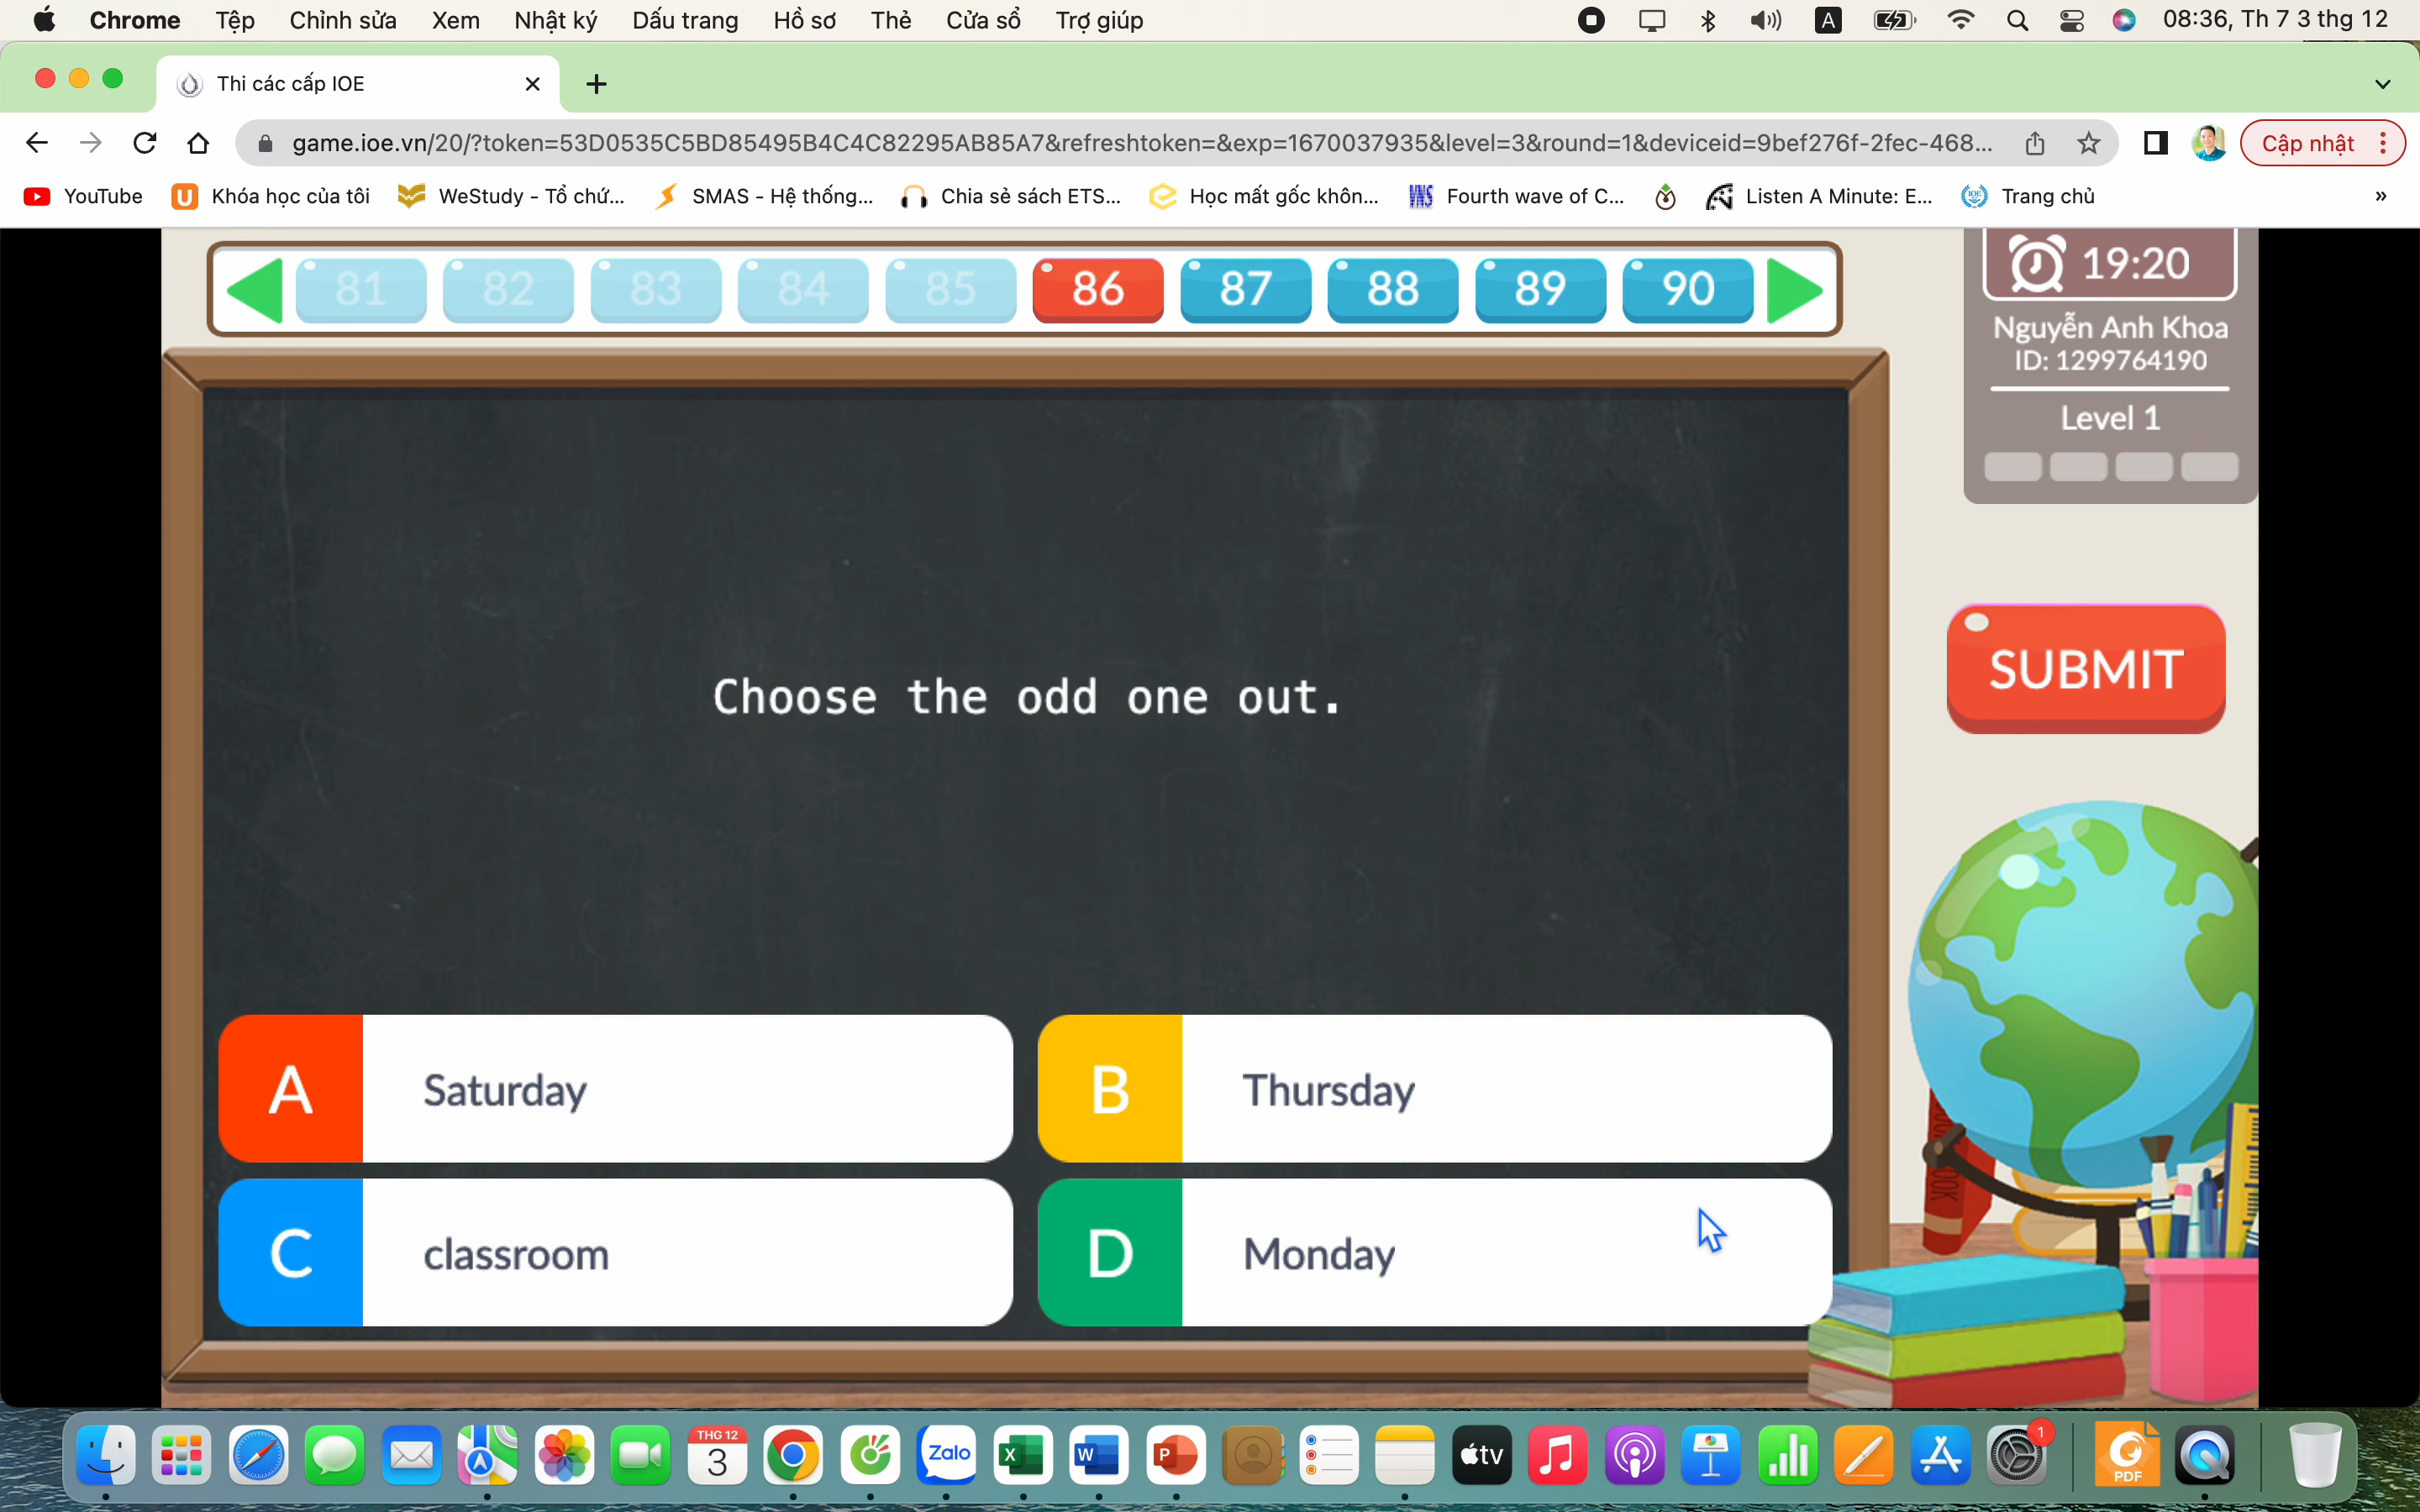 Chrome Tệp Chỉnh sửa Xem Nhật ký Dấu trang Hồ sơ Thẻ Cửa sổ Trợ giúp A 08:36, Th 7 3 thg 12
Thi các cấp IOE
game.ioe.vn/20/?token=53D0535C5BD85495B4C4C82295AB85A7&refreshtoken=&exp=1670037935&level=3&round=1&deviceid=9bef276f-2fec-468... Cập nhật
YouTube Khóa học của tôi WeStudy - Tổ chứ... SMAS - Hệ thống... Chia sẻ sách ETS... Học mất gốc khôn... Fourth wave of C... Listen A Minute: E... Trang chủ »
81 82 83 84 85 86 87 88 89 90
19:20
Nguyễn Anh Khoa
ID: 1299764190
Level 1
SUBMIT
Choose the odd one out.
A Saturday
B Thursday
C classroom
D Monday
BOOK
THG 12
3
Zalo
X
W
P
tv
1
PDF